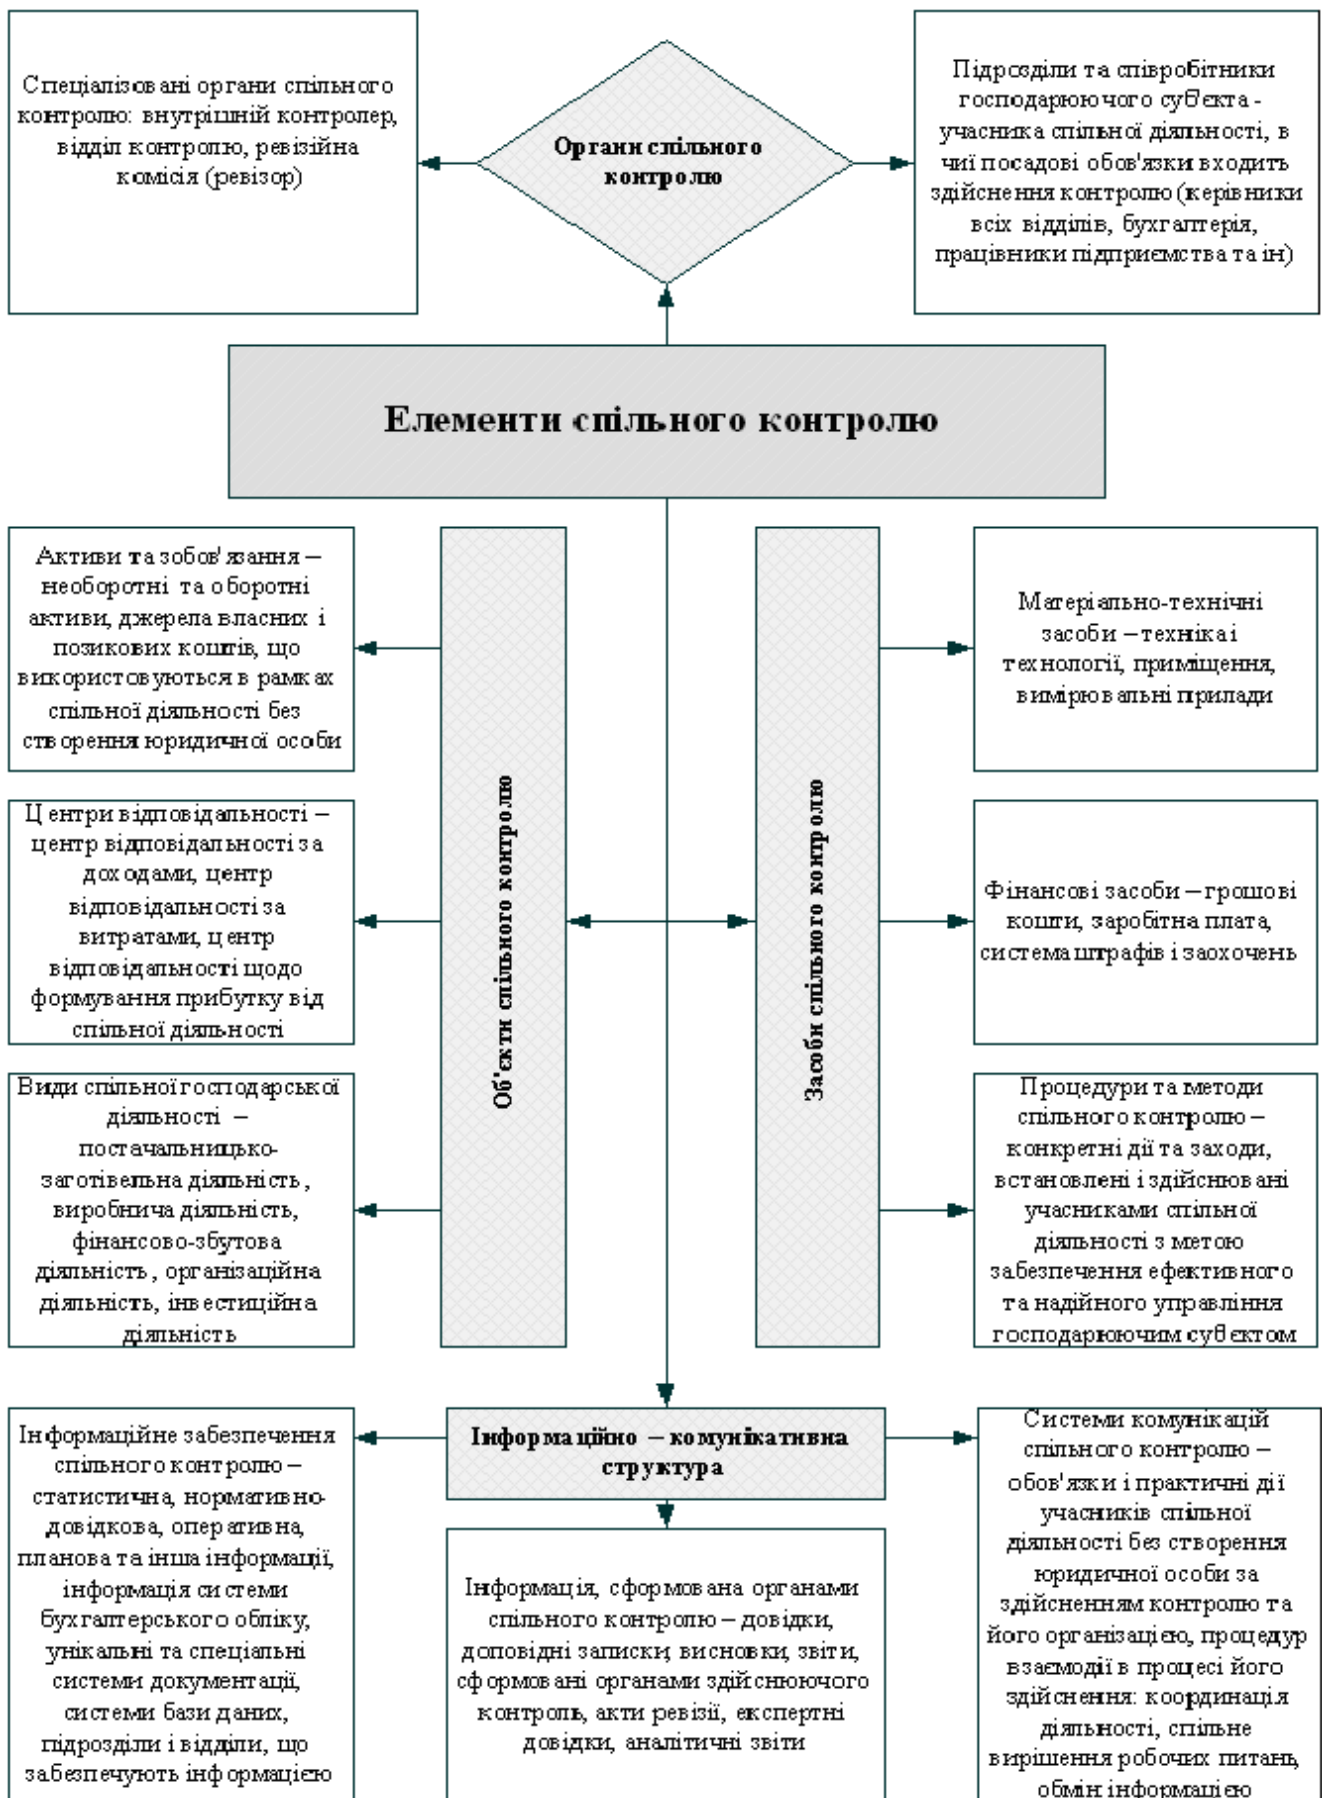 Спеціалізовані органи спільного
контролю: внутрішній контролер,
відділ контролю, ревізійна
комісія (ревізор)
Органи спільного
контролю
Підрозділи та співробітники
господарюючого суб'єкта -
учасника спільної діяльності, в
чиї посадові обов'язки входить
здійснення контролю (керівники
всіх відділів, бухгалтерія,
працівники підприємства та ін)
Елементи спільного контролю
Активи та зобов'язання –
необоротні та оборотні
активи, джерела власних і
позикових коштів, що
використовуються в рамках
спільної діяльності без
створення юридичної особи
Центри відповідальності –
центр відповідальності за
доходами, центр
відповідальності за
витратами, центр
відповідальності щодо
формування прибутку від
спільної діяльності
Види спільної господарської
діяльності –
постачальницько-
заготівельна діяльність,
виробнича діяльність,
фінансово-збутова
діяльність, організаційна
діяльність, інвестиційна
діяльність
Об'єкти спільного контролю
Засоби спільного контролю
Матеріально-технічні
засоби – техніка і
технології, приміщення,
вимірювальні прилади
Фінансові засоби – грошові
кошти, заробітна плата,
система штрафів і заохочень
Процедури та методи
спільного контролю –
конкретні дії та заходи,
встановлені і здійснювані
учасниками спільної
діяльності з метою
забезпечення ефективного
та надійного управління
господарюючим суб'єктом
Інформаційно – комунікативна
структура
Інформаційне забезпечення
спільного контролю –
статистична, нормативно-
довідкова, оперативна,
планова та інша інформації,
інформація системи
бухгалтерського обліку,
унікальні та спеціальні
системи документації,
системи бази даних,
підрозділи і відділи, що
забезпечують інформацією
Інформація, сформована органами
спільного контролю – довідки,
доповідні записки, висновки, звіти,
сформовані органами здійснюючого
контроль, акти ревізії, експертні
довідки, аналітичні звіти
Системи комунікацій
спільного контролю –
обов'язки і практичні дії
учасників спільної
діяльності без створення
юридичної особи за
здійсненням контролю та
його організацією, процедур
взаємодії в процесі його
здійснення: координація
діяльності, спільне
вирішення робочих питань,
обмін інформацією